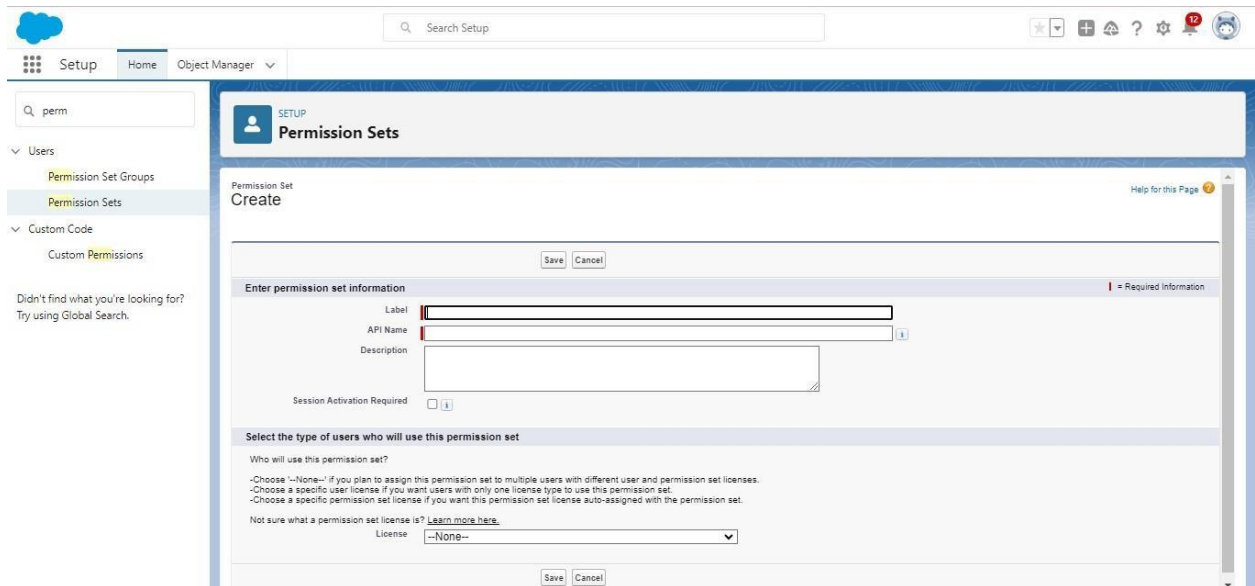 Search Setup
12
Setup
Home
Object Manager
perm
Users
Permission Set Groups
Permission Sets
Custom Code
Custom Permissions
Didn't find what you're looking for?
Try using Global Search.
SETUP
Permission Sets
Permission Set
Create
Help for this Page
Save Cancel
Enter permission set information
= Required Information
Label
API Name
Description
Session Activation Required
Select the type of users who will use this permission set
Who will use this permission set?
-Choose '--None--' if you plan to assign this permission set to multiple users with different user and permission set licenses.
-Choose a specific user license if you want users with only one license type to use this permission set.
-Choose a specific permission set license if you want this permission set license auto-assigned with the permission set.
Not sure what a permission set license is? Learn more here.
License --None--
Save Cancel